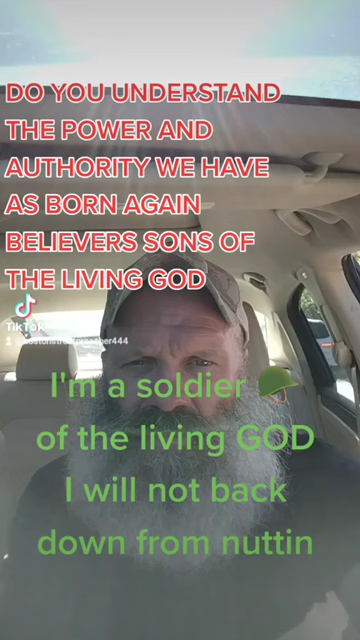 DO YOU UNDERSTAND
THE POWER AND
AUTHORITY WE HAVE
AS BORN AGAIN
BELIEVERS SONS OF
THE LIVING GOD
TikTok
I'm a soldier
of the living GOD
I will not back
down from nuttin